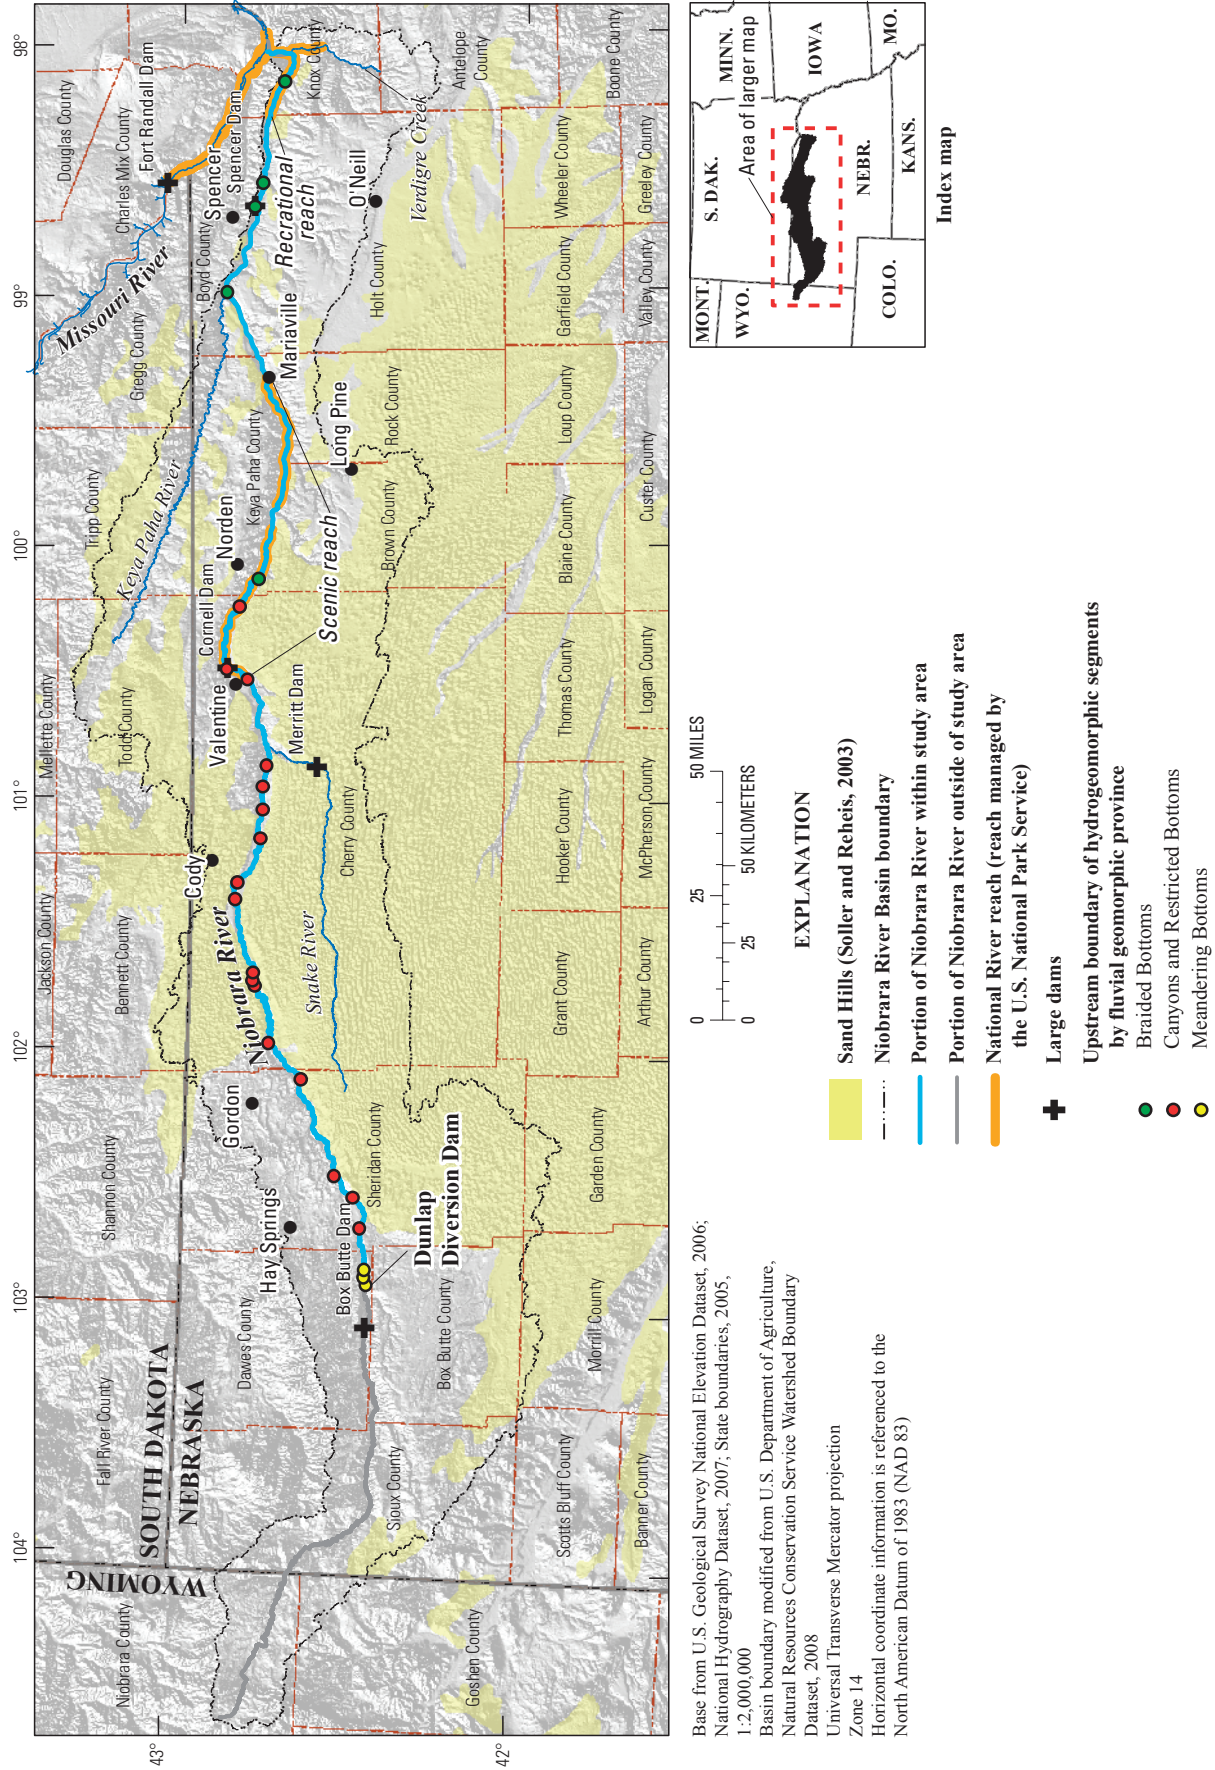 104°
103°
102°
101°
100°
99°
98°
43°
42°
WYOMING
SOUTH DAKOTA
NEBRASKA
Niobrara County
Goshen County
Fall River County
Shannon County
Bennett County
Jackson County
Mellette County
Todd County
Tripp County
Gregg County
Charles Mix County
Douglas County
Dawes County
Sioux County
Box Butte County
Scotts Bluff County
Banner County
Morrill County
Sheridan County
Garden County
Grant County
Arthur County
Cherry County
Hooker County
McPherson County
Thomas County
Logan County
Keya Paha County
Brown County
Blaine County
Custer County
Rock County
Loup County
Boyd County
Holt County
Garfield County
Valley County
Wheeler County
Greeley County
Knox County
Antelope
County
Boone County
Hay Springs
Gordon
Cody
Valentine
Norden
Long Pine
Mariaville
Spencer
O'Neill
Box Butte Dam
Dunlap
Diversion Dam
Merritt Dam
Cornell Dam
Spencer Dam
Fort Randall Dam
Niobrara River
Snake River
Keya Paha River
Missouri River
Verdigre Creek
Scenic reach
Recrational
reach
Base from U.S. Geological Survey National Elevation Dataset, 2006;
National Hydrography Dataset, 2007; State boundaries, 2005,
1:2,000,000
Basin boundary modified from U.S. Department of Agriculture,
Natural Resources Conservation Service Watershed Boundary
Dataset, 2008
Universal Transverse Mercator projection
Zone 14
Horizontal coordinate information is referenced to the
North American Datum of 1983 (NAD 83)
0 25 50 MILES
0 25 50 KILOMETERS
EXPLANATION
Sand Hills (Soller and Reheis, 2003)
Niobrara River Basin boundary
Portion of Niobrara River within study area
Portion of Niobrara River outside of study area
National River reach (reach managed by
the U.S. National Park Service)
Large dams
Upstream boundary of hydrogeomorphic segments
by fluvial geomorphic province
Braided Bottoms
Canyons and Restricted Bottoms
Meandering Bottoms
MONT.
WYO.
S. DAK.
MINN.
Area of larger map
IOWA
NEBR.
COLO.
KANS.
MO.
Index map